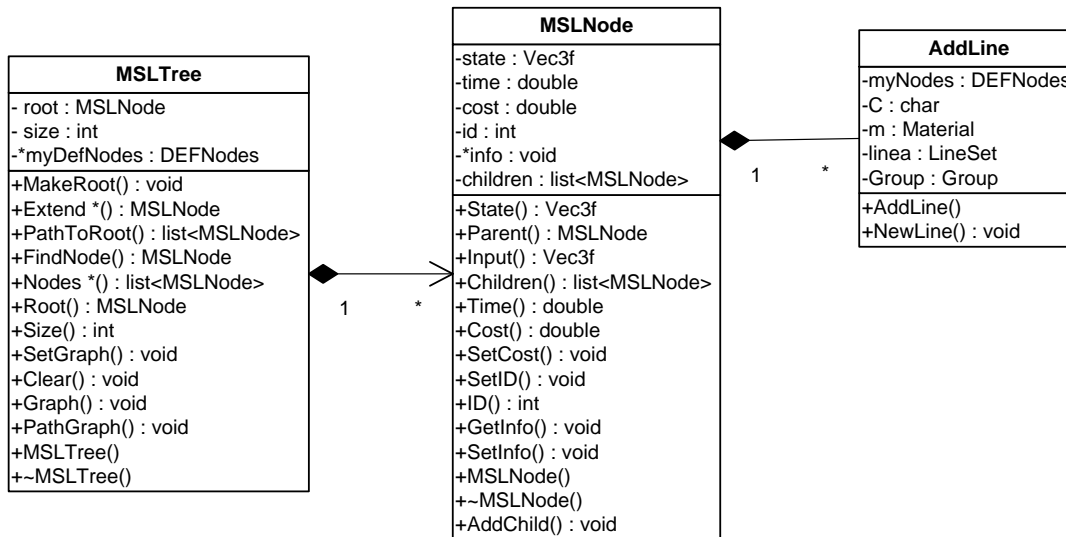 MSLTree
- root : MSLNode
- size : int
-*myDefNodes : DEFNodes
+MakeRoot() : void
+Extend *() : MSLNode
+PathToRoot() : list<MSLNode>
+FindNode() : MSLNode
+Nodes *() : list<MSLNode>
+Root() : MSLNode
+Size() : int
+SetGraph() : void
+Clear() : void
+Graph() : void
+PathGraph() : void
+MSLTree()
+~MSLTree()
1
*
MSLNode
-state : Vec3f
-time : double
-cost : double
-id : int
-*info : void
-children : list<MSLNode>
+State() : Vec3f
+Parent() : MSLNode
+Input() : Vec3f
+Children() : list<MSLNode>
+Time() : double
+Cost() : double
+SetCost() : void
+SetID() : void
+ID() : int
+GetInfo() : void
+SetInfo() : void
+MSLNode()
+~MSLNode()
+AddChild() : void
1
*
AddLine
-myNodes : DEFNodes
-C : char
-m : Material
-linea : LineSet
-Group : Group
+AddLine()
+NewLine() : void